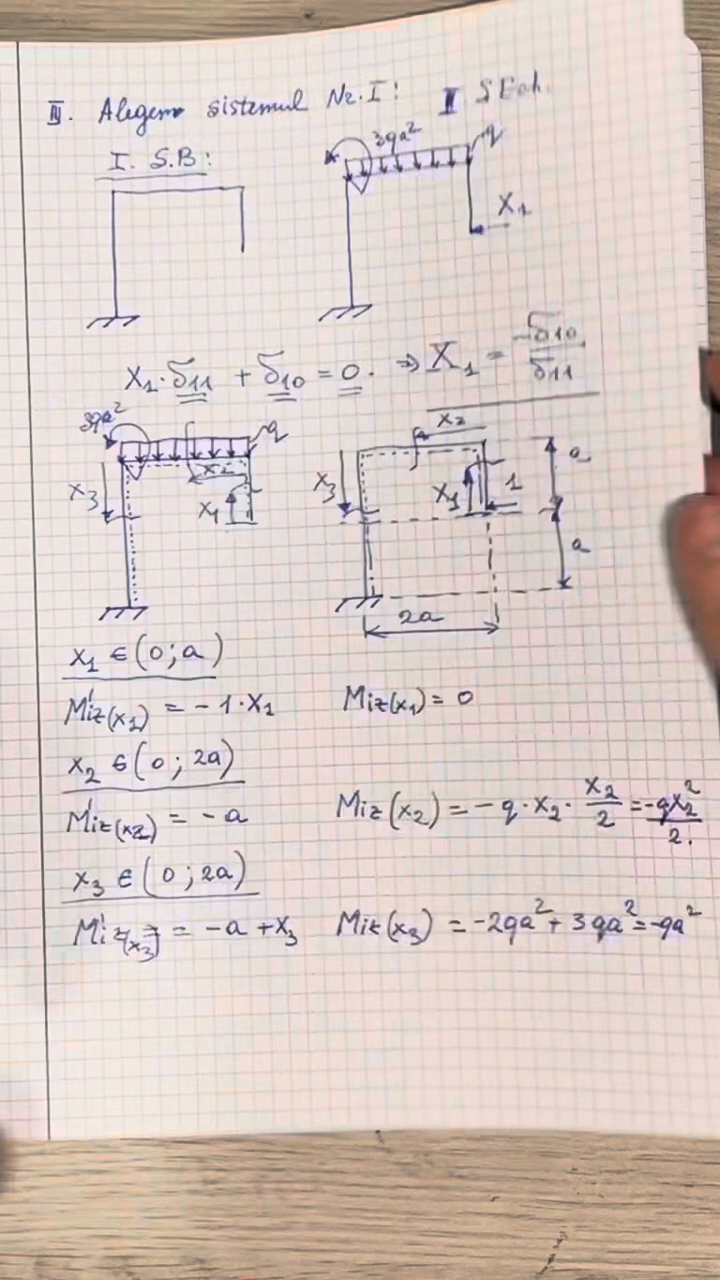 III. Alegem sistemul Nr.I: II S.Ech.
I. S.B:
3qa² q
X₁
X₁·δ₁₁ + δ₁₀ = 0. ⇒ X₁ = -δ₁₀/δ₁₁
3qa² q x₂
x₃ x₂ x₁ x₃ x₁ 1 a
a
2a
x₁ ∈ (0; a)
M'iz(x₁) = -1·x₁ Miz(x₁) = 0
x₂ ∈ (0; 2a)
M'iz(x₂) = -a Miz(x₂) = -q·x₂·x₂/2 = -qx₂²/2.
x₃ ∈ (0; 2a)
M'iz(x₃) = -a + x₃ Miz(x₃) = -2qa² + 3qa² = -qa²